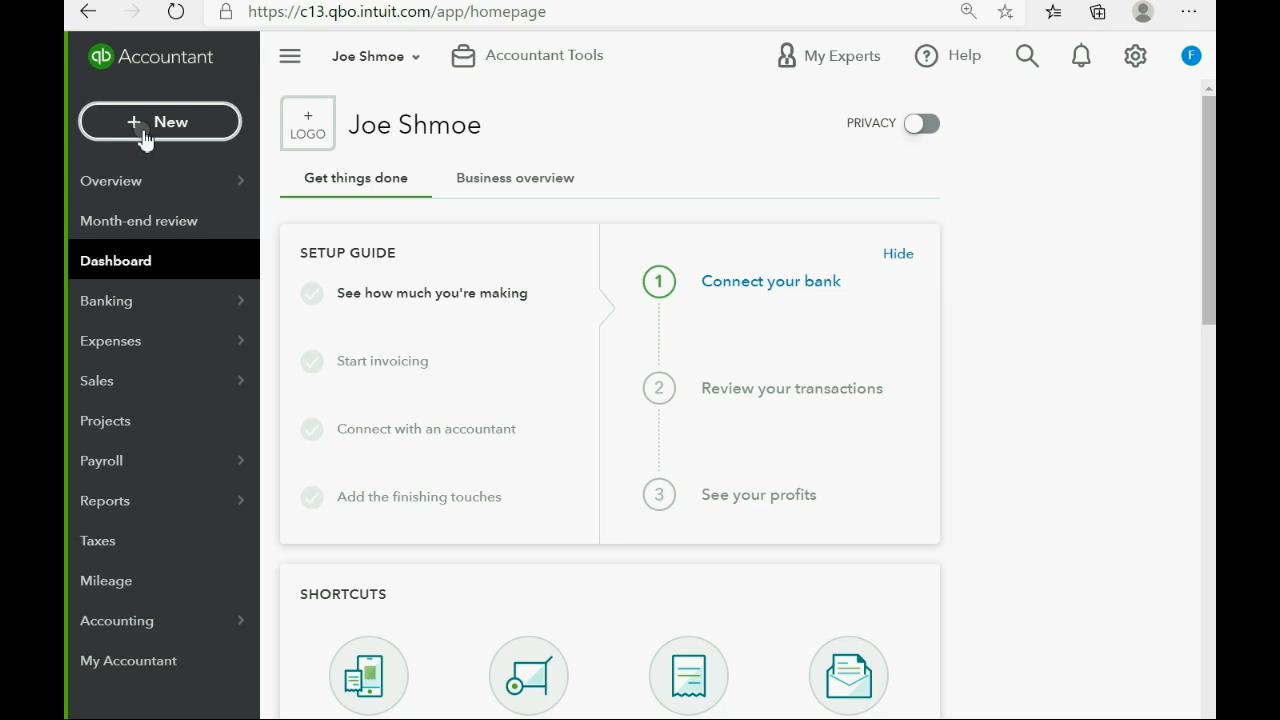 https://c13.qbo.intuit.com/app/homepage
qb Accountant
Joe Shmoe
Accountant Tools
My Experts
? Help
F
+ New
+ LOGO
Joe Shmoe
PRIVACY
Get things done
Business overview
Overview
Month-end review
Dashboard
Banking
Expenses
Sales
Projects
Payroll
Reports
Taxes
Mileage
Accounting
My Accountant
SETUP GUIDE
See how much you're making
Start invoicing
Connect with an accountant
Add the finishing touches
Hide
1 Connect your bank
2 Review your transactions
3 See your profits
SHORTCUTS